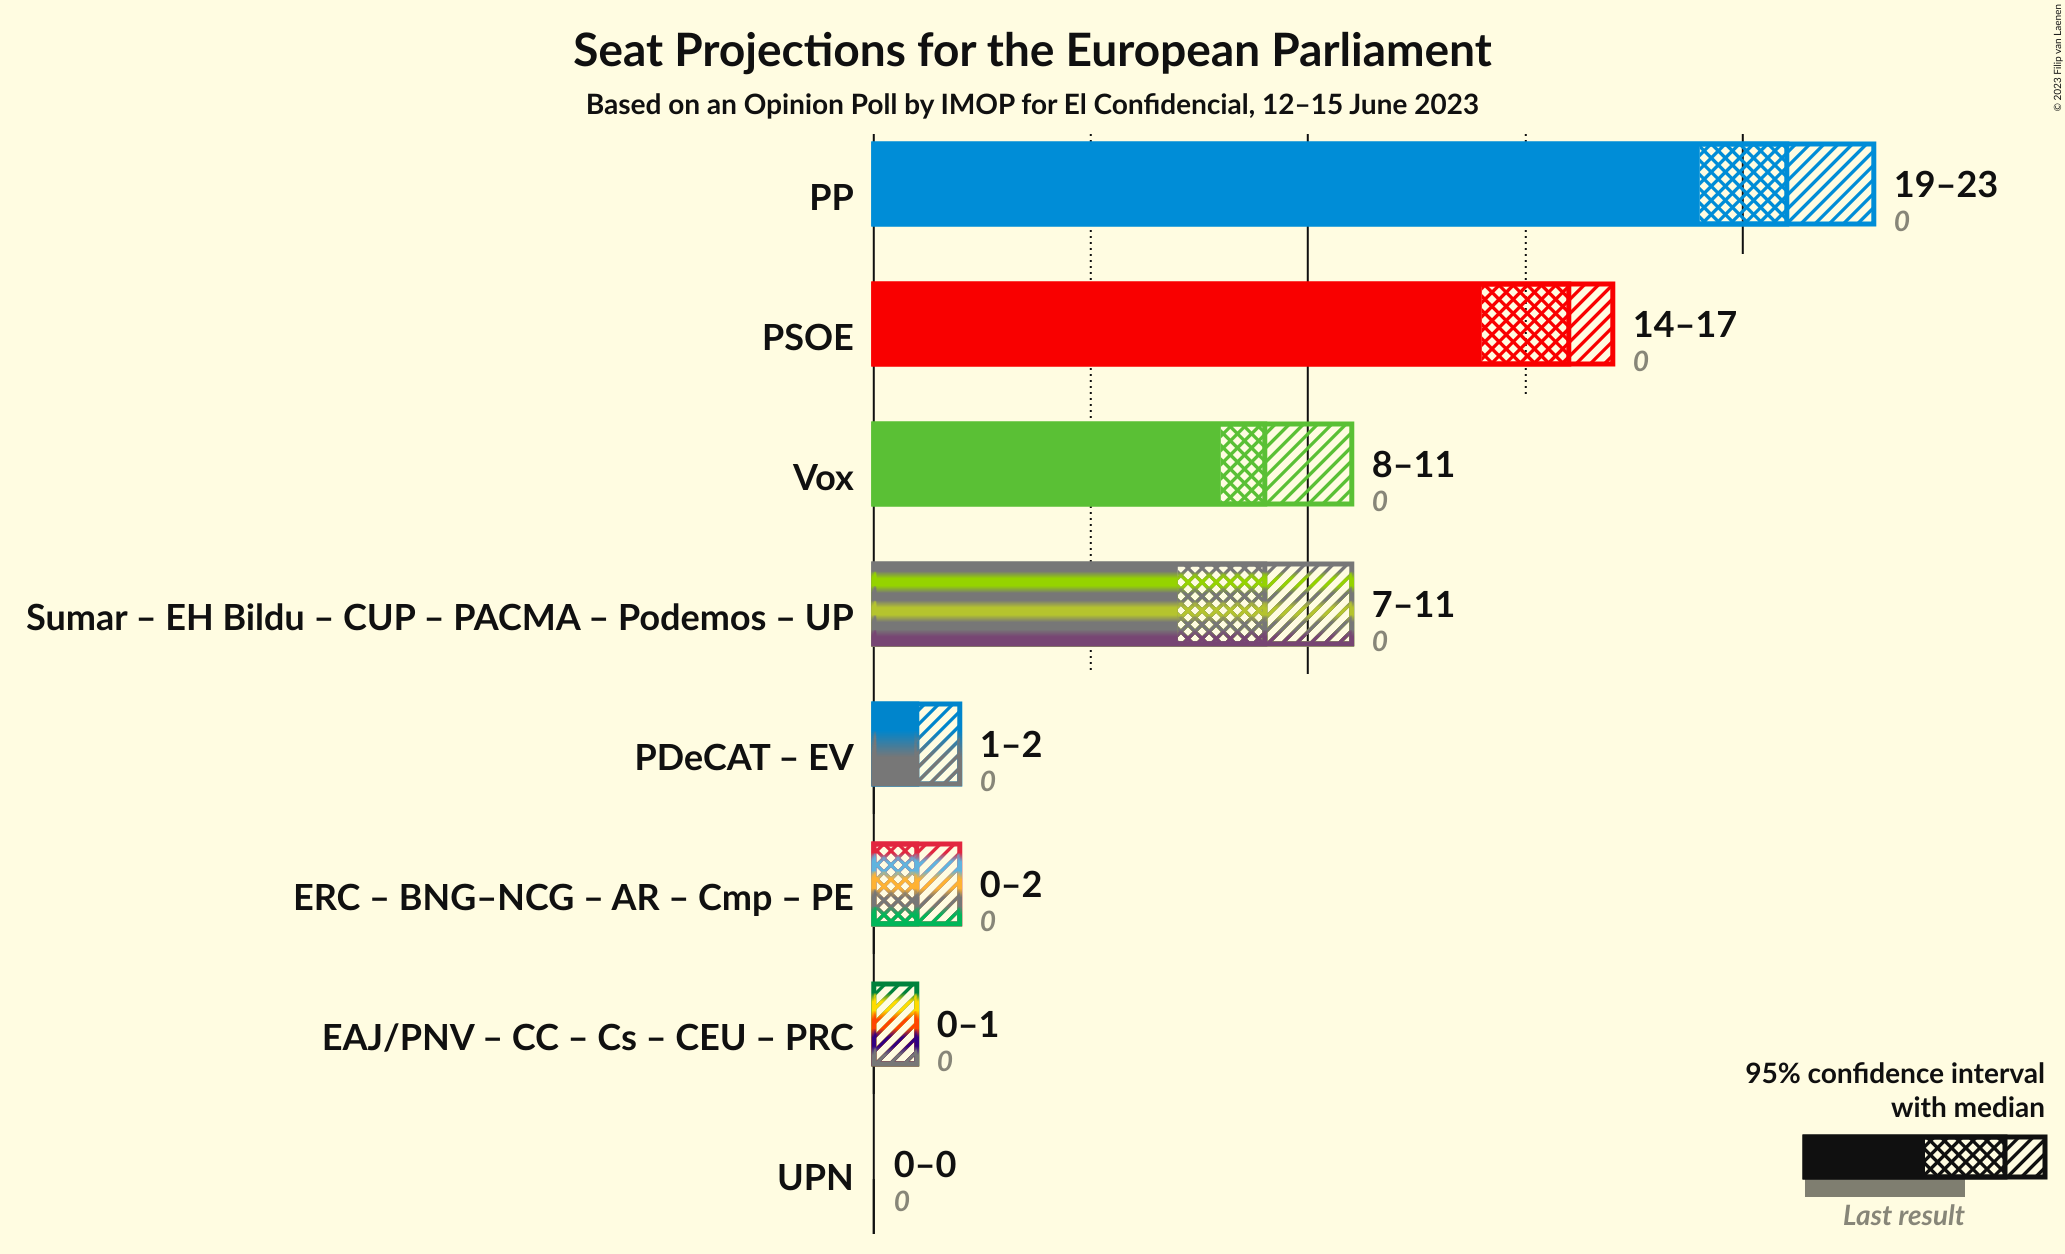 Seat Projections for the European Parliament
Based on an Opinion Poll by IMOP for El Confidencial, 12–15 June 2023
© 2023 Filip van Laenen
PP
19–23
0
PSOE
14–17
0
Vox
8–11
0
Sumar – EH Bildu – CUP – PACMA – Podemos – UP
7–11
0
PDeCAT – EV
1–2
0
ERC – BNG–NCG – AR – Cmp – PE
0–2
0
EAJ/PNV – CC – Cs – CEU – PRC
0–1
0
UPN
0–0
0
95% confidence interval
with median
Last result